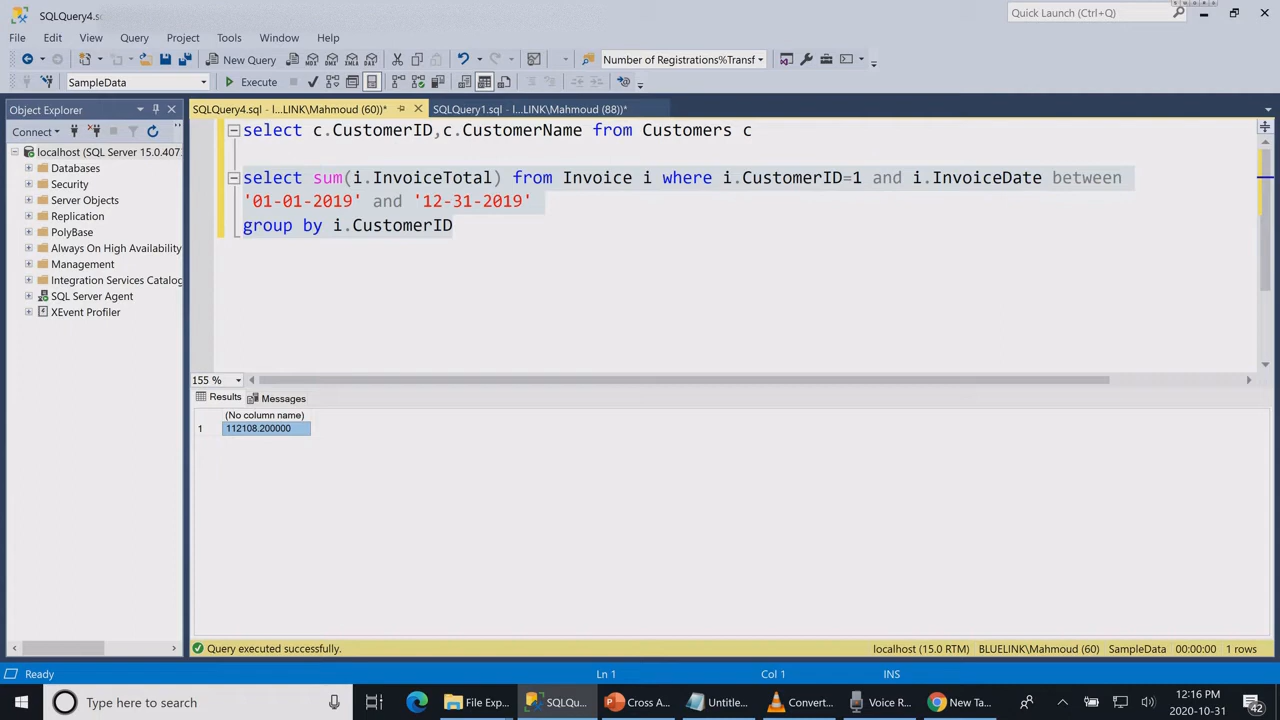 SQLQuery4.sc
Quick Launch (Ctrl+Q)
File Edit View Query Project Tools Window Help
New Query
Number of Registrations%Transf
SampleData
Execute
Object Explorer
SQLQuery4.sql - l...LINK\Mahmoud (60))*
SQLQuery1.sql - l...LINK\Mahmoud (88))*
Connect
localhost (SQL Server 15.0.407
Databases
Security
Server Objects
Replication
PolyBase
Always On High Availability
Management
Integration Services Catalog
SQL Server Agent
XEvent Profiler
select c.CustomerID,c.CustomerName from Customers c
select sum(i.InvoiceTotal) from Invoice i where i.CustomerID=1 and i.InvoiceDate between
'01-01-2019' and '12-31-2019'
group by i.CustomerID
155 %
Results Messages
(No column name)
1 112108.200000
Query executed successfully.
localhost (15.0 RTM) BLUELINK\Mahmoud (60) SampleData 00:00:00 1 rows
Ready Ln 1 Col 1 INS
Type here to search
File Exp...
SQLQu...
Cross A...
Untitle...
Convert...
Voice R...
New Ta...
12:16 PM
2020-10-31
42